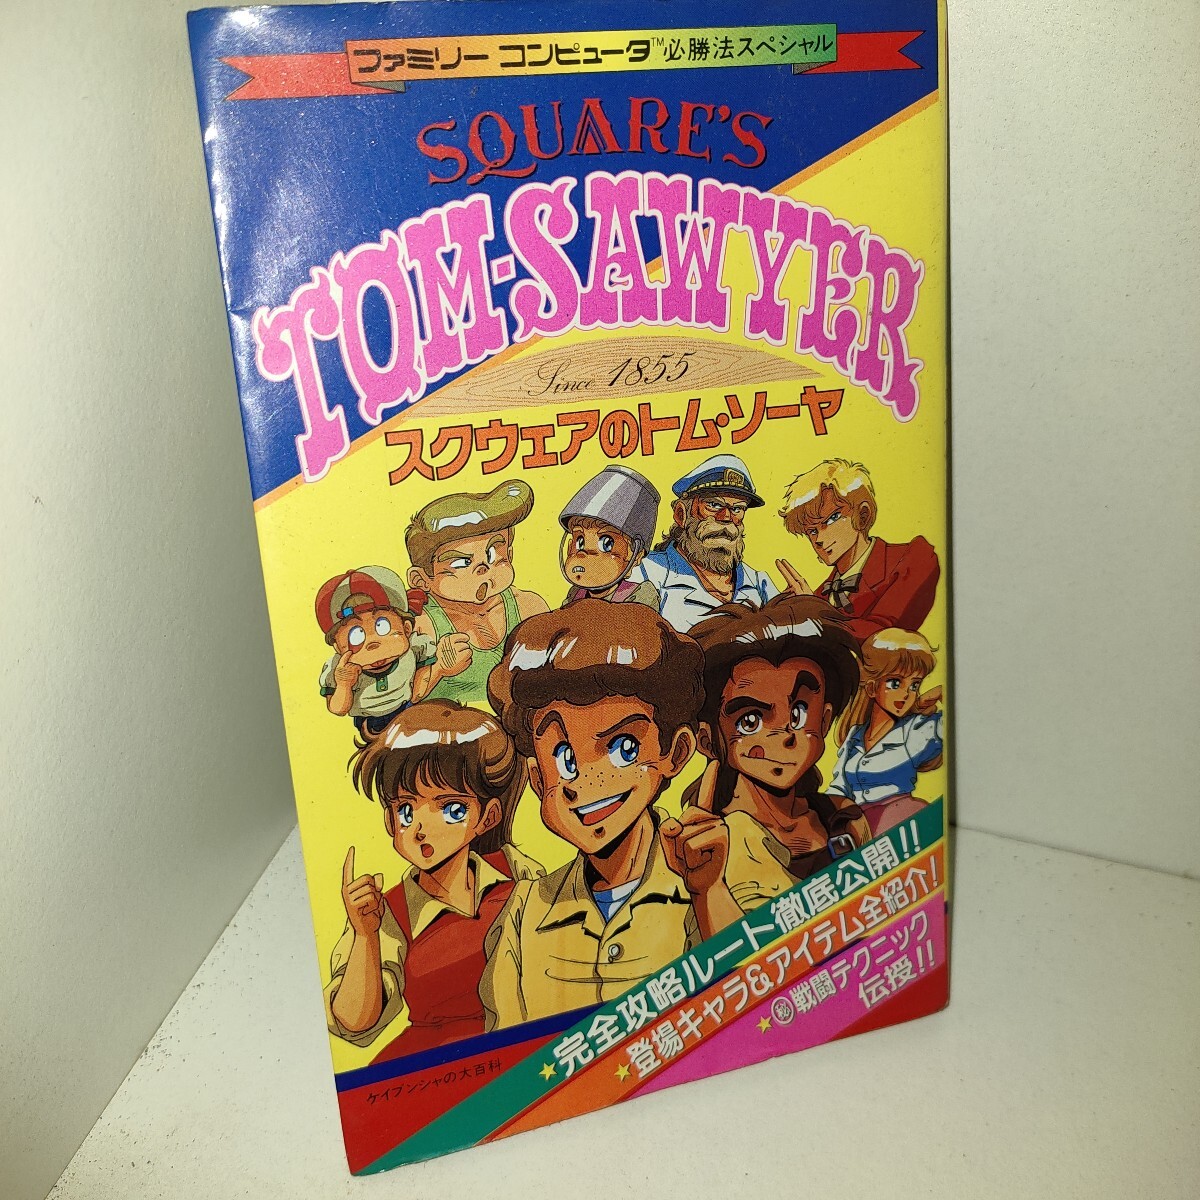 ファミリー コンピュータ™必勝法スペシャル
SQUARE'S
TOM・SAWYER
Since 1855
スクウェアのトム・ソーヤ
★完全攻略ルート徹底公開!!
★登場キャラ&アイテム全紹介!
★㊙戦闘テクニック
伝授!!
ケイブンシャの大百科